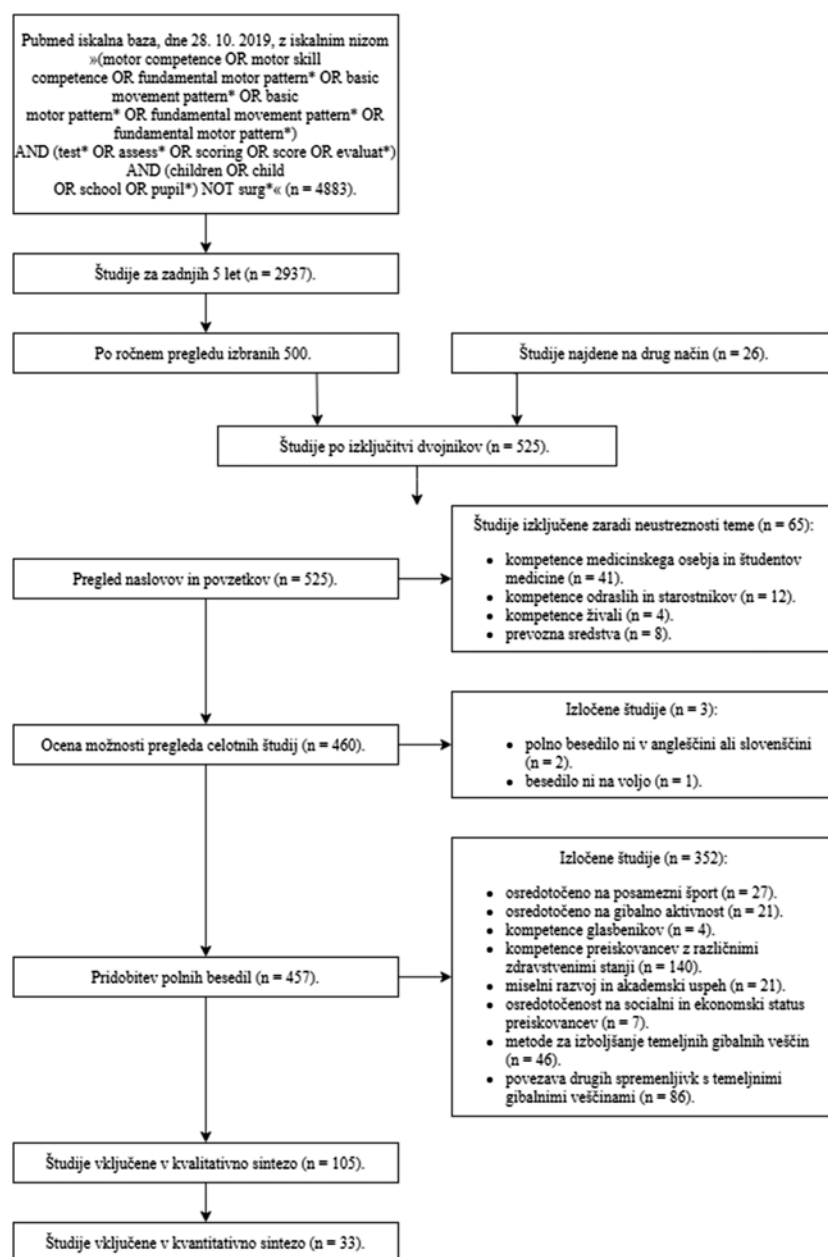 Pubmed iskalna baza, dne 28. 10. 2019, z iskalnim nizom
»(motor competence OR motor skill
competence OR fundamental motor pattern* OR basic
movement pattern* OR basic
motor pattern* OR fundamental movement pattern* OR
fundamental motor pattern*)
AND (test* OR assess* OR scoring OR score OR evaluat*)
AND (children OR child
OR school OR pupil*) NOT surg*« (n = 4883).
Študije za zadnjih 5 let (n = 2937).
Po ročnem pregledu izbranih 500.
Študije najdene na drug način (n = 26).
Študije po izključitvi dvojnikov (n = 525).
Pregled naslovov in povzetkov (n = 525).
Študije izključene zaradi neustreznosti teme (n = 65):
• kompetence medicinskega osebja in študentov
medicine (n = 41).
• kompetence odraslih in starostnikov (n = 12).
• kompetence živali (n = 4).
• prevozna sredstva (n = 8).
Ocena možnosti pregleda celotnih študij (n = 460).
Izločene študije (n = 3):
• polno besedilo ni v angleščini ali slovenščini
(n = 2).
• besedilo ni na voljo (n = 1).
Pridobitev polnih besedil (n = 457).
Izločene študije (n = 352):
• osredotočeno na posamezni šport (n = 27).
• osredotočeno na gibalno aktivnost (n = 21).
• kompetence glasbenikov (n = 4).
• kompetence preiskovancev z različnimi
zdravstvenimi stanji (n = 140).
• miselni razvoj in akademski uspeh (n = 21).
• osredotočenost na socialni in ekonomski status
preiskovancev (n = 7).
• metode za izboljšanje temeljnih gibalnih veščin
(n = 46).
• povezava drugih spremenljivk s temeljnimi
gibalnimi veščinami (n = 86).
Študije vključene v kvalitativno sintezo (n = 105).
Študije vključene v kvantitativno sintezo (n = 33).